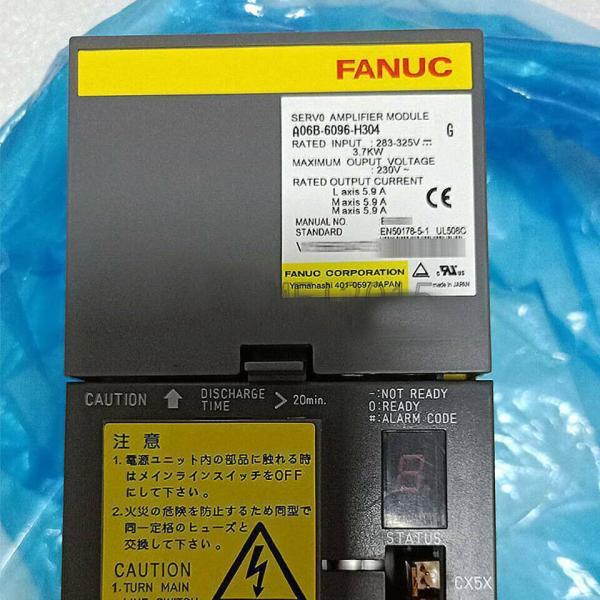 FANUC
SERVO AMPLIFIER MODULE
A06B-6096-H304 G
RATED INPUT : 283-325V
3.7KW
MAXIMUM OUPUT VOLTAGE
: 230V ~
RATED OUTPUT CURRENT
L axis 5.9 A
M axis 5.9 A
M axis 5.9 A
MANUAL NO.
STANDARD EN50178-5-1 UL508C
CE
FANUC CORPORATION
Yamanashi 401-0597 JAPAN
c us
made in JAPAN
CAUTION DISCHARGE TIME > 20min.
-:NOT READY
0:READY
#:ALARM CODE
8
STATUS
CX5X
注 意
1. 電源ユニット内の部品に触れる時
はメインラインスイッチをOFF
にして下さい。
2. 火災の危険を防止するため同型で
同一定格のヒューズと
交換して下さい。
CAUTION
1. TURN MAIN
LINE SWITCH